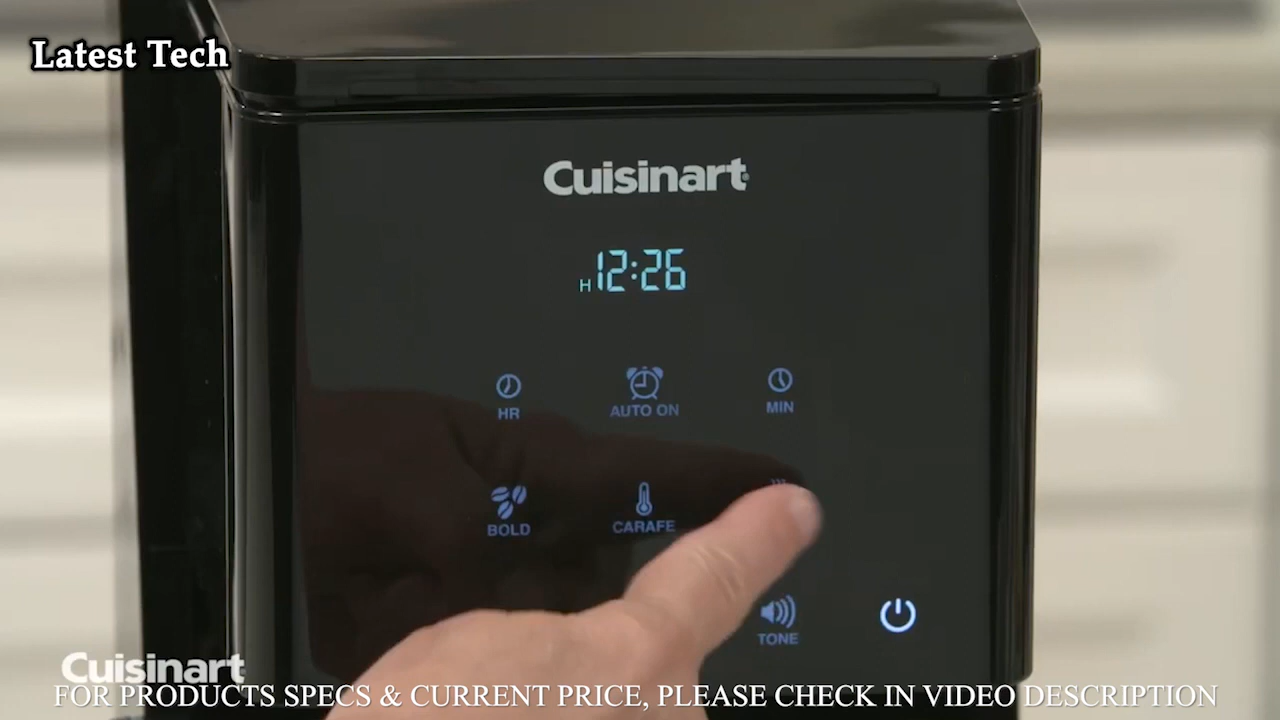 Latest Tech
Cuisinart
H 12:26
HR AUTO ON MIN
BOLD CARAFE
TONE
Cuisinart
FOR PRODUCTS SPECS & CURRENT PRICE, PLEASE CHECK IN VIDEO DESCRIPTION